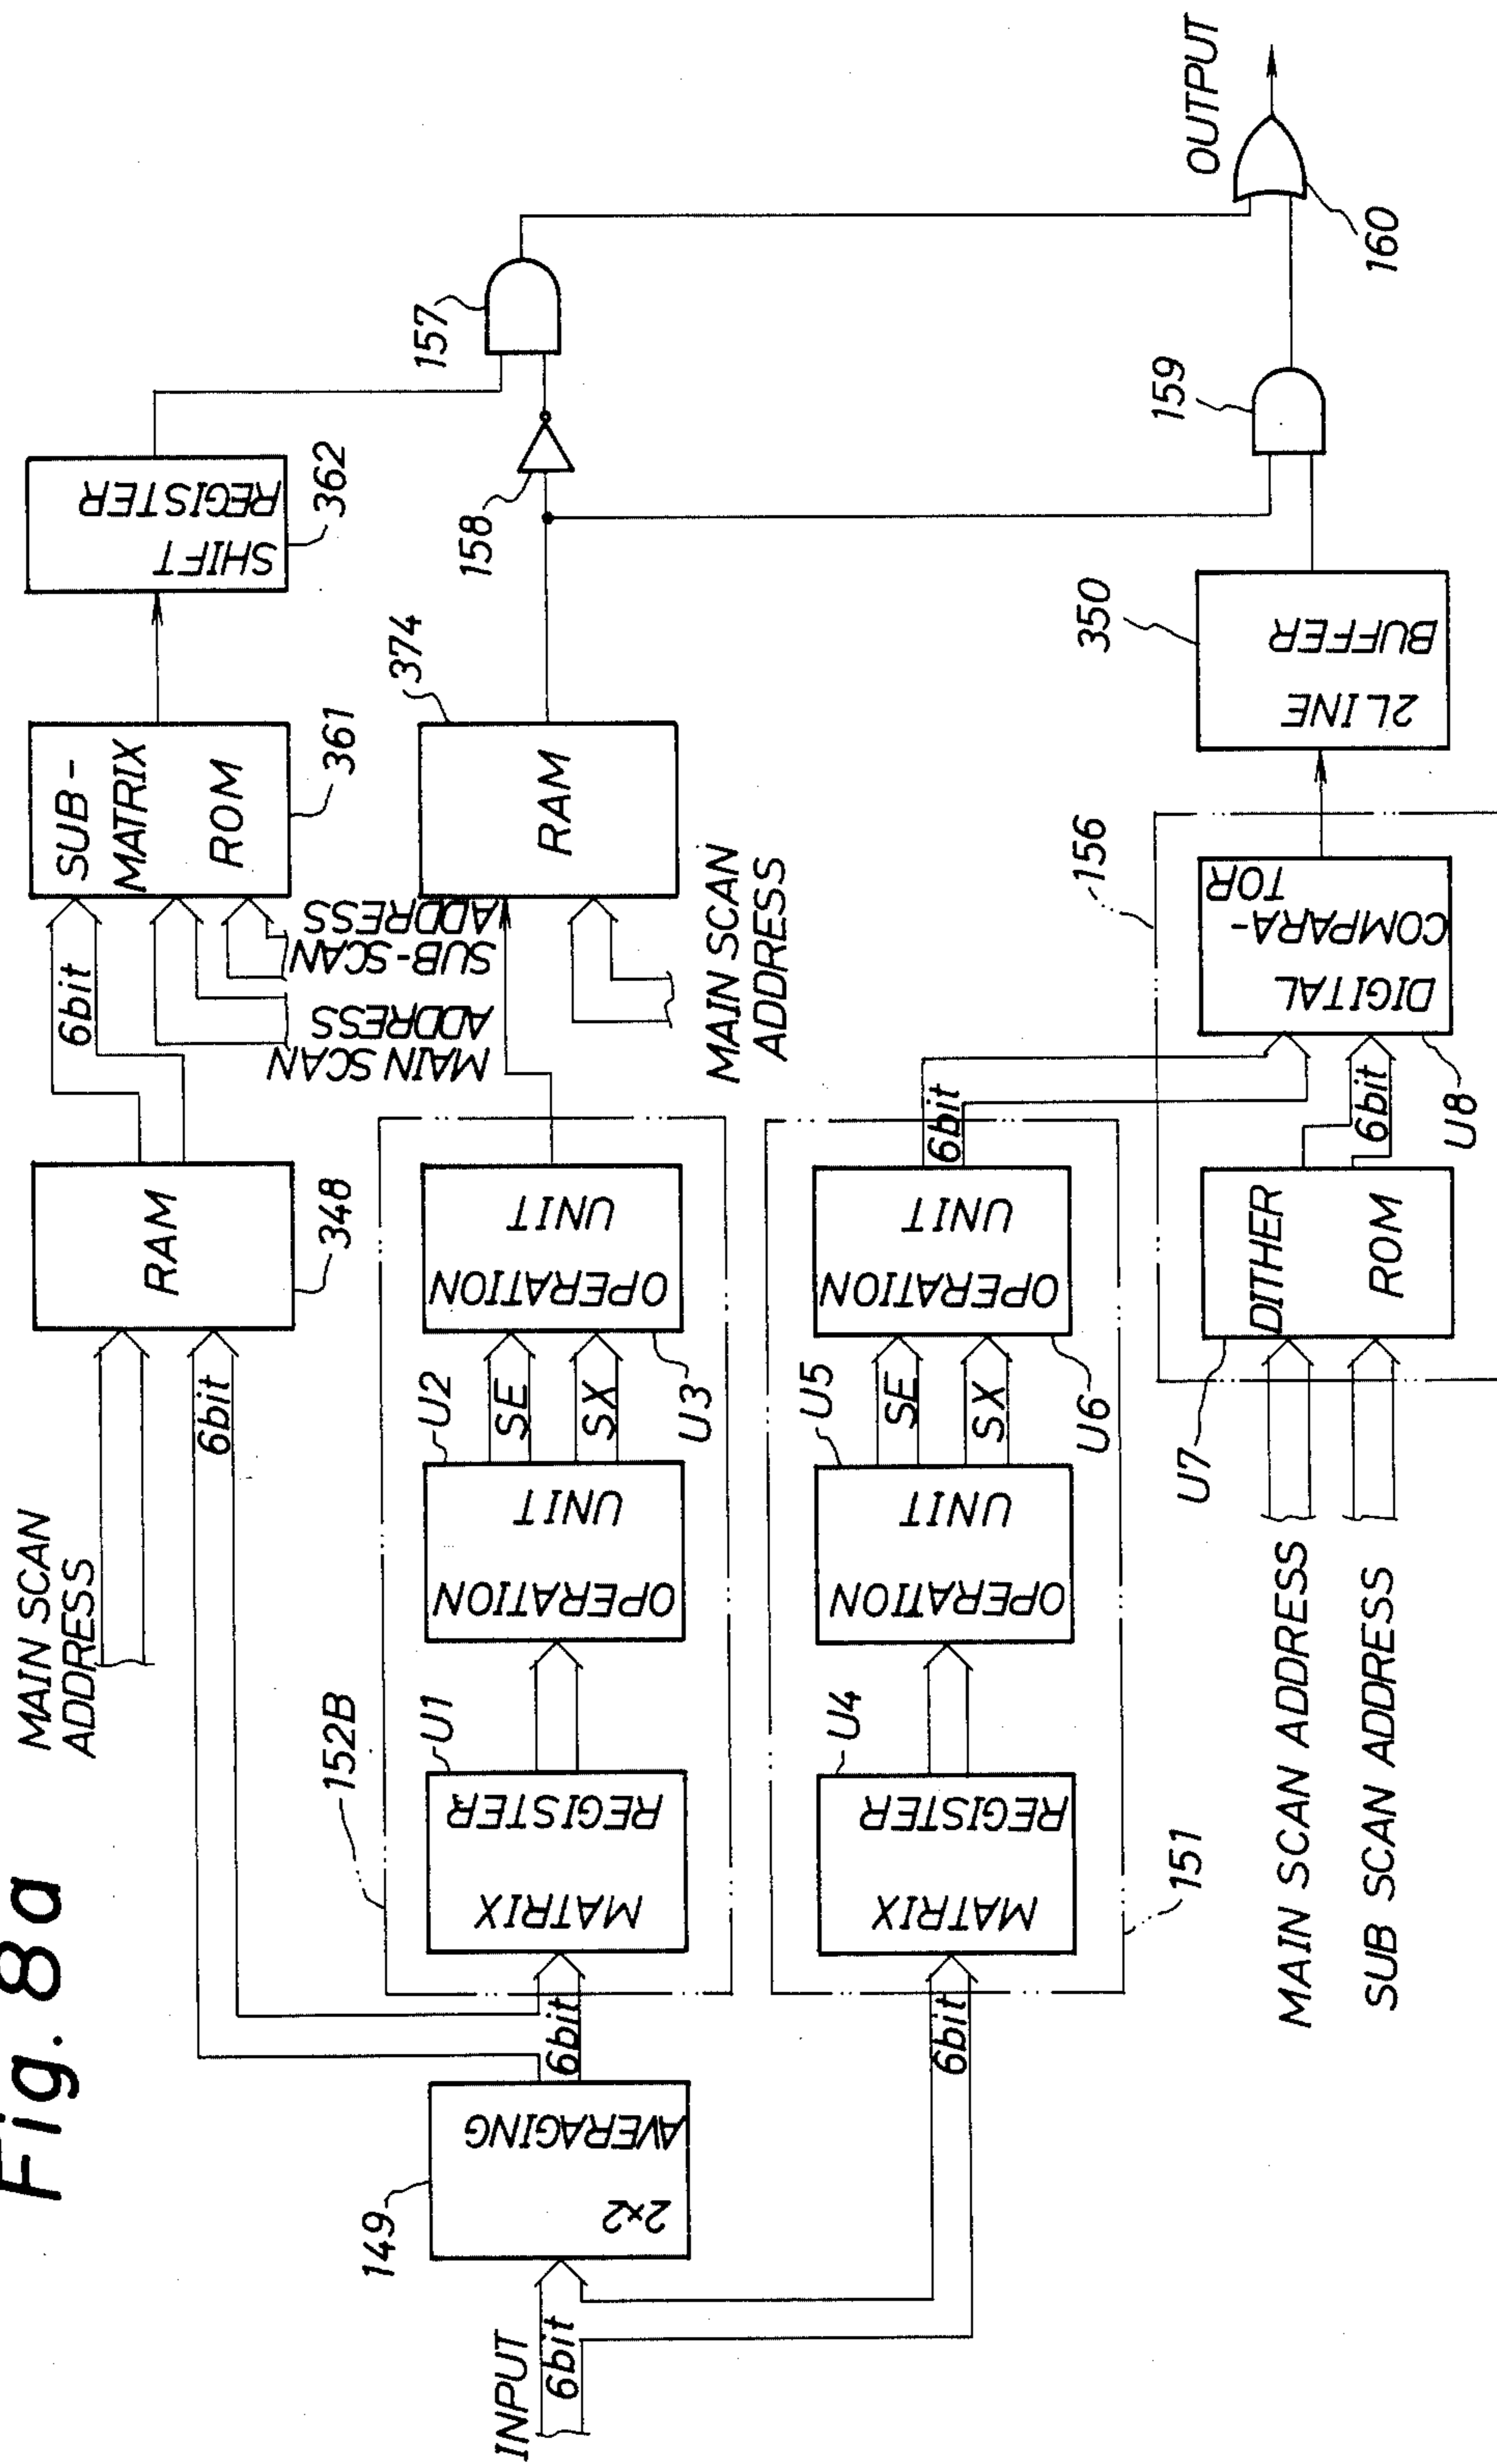 Fig. 8a
MAIN SCAN
ADDRESS
6bit
RAM
348
6bit
SUB-
MATRIX
ROM
361
MAIN SCAN
ADDRESS
SUB-SCAN
ADDRESS
SHIFT
REGISTER
362
INPUT
6bit
149
2×2
AVERAGING
6bit
152B
MATRIX
REGISTER
U1
OPERATION
UNIT
U2
SE
SX
OPERATION
UNIT
U3
374
RAM
MAIN SCAN
ADDRESS
158
157
6bit
MATRIX
REGISTER
U4
151
OPERATION
UNIT
U5
SE
SX
OPERATION
UNIT
U6
6bit
MAIN SCAN ADDRESS
SUB SCAN ADDRESS
U7
DITHER
ROM
6bit
156
DIGITAL
COMPARA-
TOR
U8
350
2LINE
BUFFER
159
160
OUTPUT